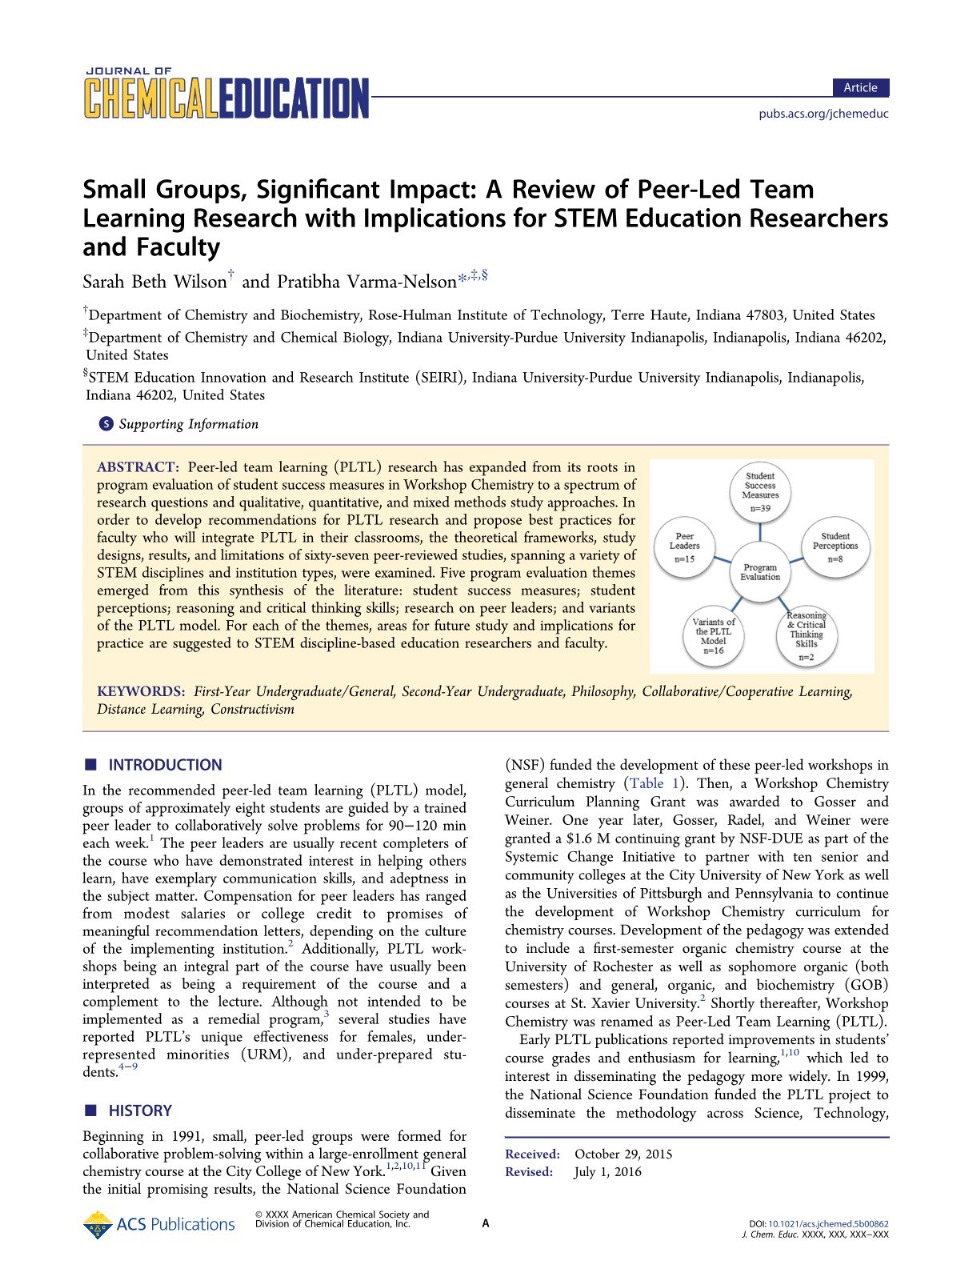 JOURNAL OF
CHEMICALEDUCATION
Article
pubs.acs.org/jchemeduc
Small Groups, Significant Impact: A Review of Peer-Led Team
Learning Research with Implications for STEM Education Researchers
and Faculty
Sarah Beth Wilson† and Pratibha Varma-Nelson*,‡,§
†Department of Chemistry and Biochemistry, Rose-Hulman Institute of Technology, Terre Haute, Indiana 47803, United States
‡Department of Chemistry and Chemical Biology, Indiana University-Purdue University Indianapolis, Indianapolis, Indiana 46202,
United States
§STEM Education Innovation and Research Institute (SEIRI), Indiana University-Purdue University Indianapolis, Indianapolis,
Indiana 46202, United States
S Supporting Information
ABSTRACT: Peer-led team learning (PLTL) research has expanded from its roots in
program evaluation of student success measures in Workshop Chemistry to a spectrum of
research questions and qualitative, quantitative, and mixed methods study approaches. In
order to develop recommendations for PLTL research and propose best practices for
faculty who will integrate PLTL in their classrooms, the theoretical frameworks, study
designs, results, and limitations of sixty-seven peer-reviewed studies, spanning a variety of
STEM disciplines and institution types, were examined. Five program evaluation themes
emerged from this synthesis of the literature: student success measures; student
perceptions; reasoning and critical thinking skills; research on peer leaders; and variants
of the PLTL model. For each of the themes, areas for future study and implications for
practice are suggested to STEM discipline-based education researchers and faculty.
Student
Success
Measures
n=39
Peer
Leaders
n=15
Student
Perceptions
n=8
Program
Evaluation
Variants of
the PLTL
Model
n=16
Reasoning
& Critical
Thinking
Skills
n=2
KEYWORDS: First-Year Undergraduate/General, Second-Year Undergraduate, Philosophy, Collaborative/Cooperative Learning,
Distance Learning, Constructivism
■ INTRODUCTION
In the recommended peer-led team learning (PLTL) model,
groups of approximately eight students are guided by a trained
peer leader to collaboratively solve problems for 90−120 min
each week.1 The peer leaders are usually recent completers of
the course who have demonstrated interest in helping others
learn, have exemplary communication skills, and adeptness in
the subject matter. Compensation for peer leaders has ranged
from modest salaries or college credit to promises of
meaningful recommendation letters, depending on the culture
of the implementing institution.2 Additionally, PLTL work-
shops being an integral part of the course have usually been
interpreted as being a requirement of the course and a
complement to the lecture. Although not intended to be
implemented as a remedial program,3 several studies have
reported PLTL's unique effectiveness for females, under-
represented minorities (URM), and under-prepared stu-
dents.4−9
■ HISTORY
Beginning in 1991, small, peer-led groups were formed for
collaborative problem-solving within a large-enrollment general
chemistry course at the City College of New York.1,2,10,11 Given
the initial promising results, the National Science Foundation
(NSF) funded the development of these peer-led workshops in
general chemistry (Table 1). Then, a Workshop Chemistry
Curriculum Planning Grant was awarded to Gosser and
Weiner. One year later, Gosser, Radel, and Weiner were
granted a $1.6 M continuing grant by NSF-DUE as part of the
Systemic Change Initiative to partner with ten senior and
community colleges at the City University of New York as well
as the Universities of Pittsburgh and Pennsylvania to continue
the development of Workshop Chemistry curriculum for
chemistry courses. Development of the pedagogy was extended
to include a first-semester organic chemistry course at the
University of Rochester as well as sophomore organic (both
semesters) and general, organic, and biochemistry (GOB)
courses at St. Xavier University.2 Shortly thereafter, Workshop
Chemistry was renamed as Peer-Led Team Learning (PLTL).
Early PLTL publications reported improvements in students'
course grades and enthusiasm for learning,1,10 which led to
interest in disseminating the pedagogy more widely. In 1999,
the National Science Foundation funded the PLTL project to
disseminate the methodology across Science, Technology,
Received: October 29, 2015
Revised: July 1, 2016
ACS Publications
© XXXX American Chemical Society and
Division of Chemical Education, Inc.
A
DOI: 10.1021/acs.jchemed.5b00862
J. Chem. Educ. XXXX, XXX, XXX−XXX